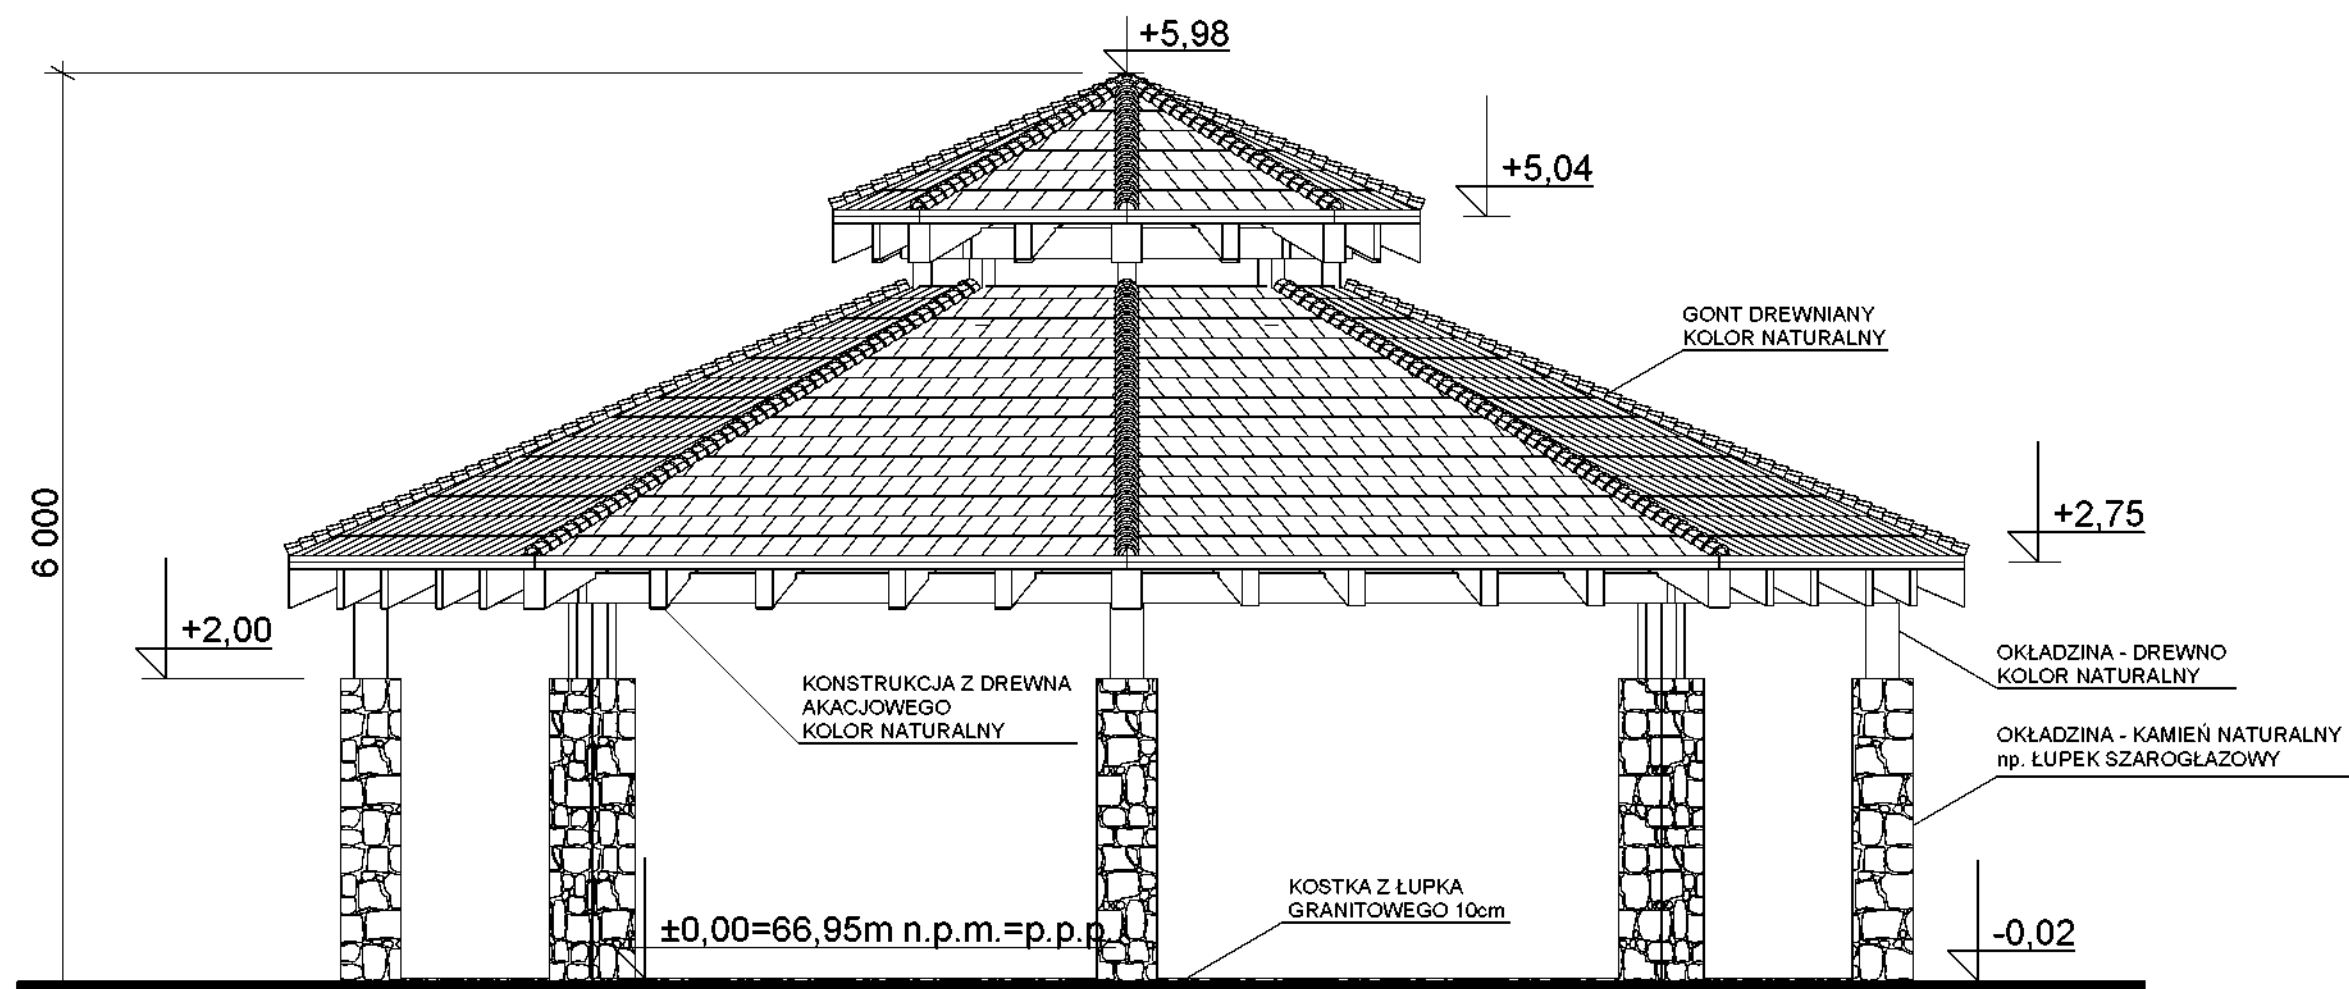 +5,98
+5,04
GONT DREWNIANY
KOLOR NATURALNY
6 000
+2,75
+2,00
OKŁADZINA - DREWNO
KOLOR NATURALNY
KONSTRUKCJA Z DREWNA
AKACJOWEGO
KOLOR NATURALNY
OKŁADZINA - KAMIEŃ NATURALNY
np. ŁUPEK SZAROGŁAZOWY
KOSTKA Z ŁUPKA
GRANITOWEGO 10cm
±0,00=66,95m n.p.m.=p.p.p.
-0,02